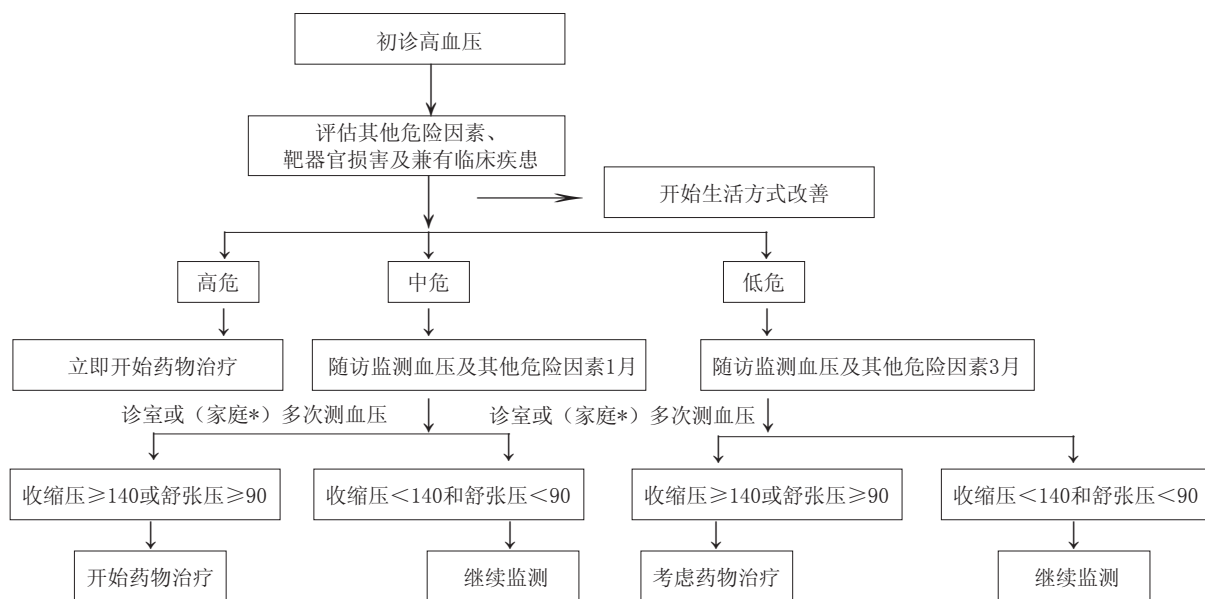 初诊高血压
评估其他危险因素、
靶器官损害及兼有临床疾患
开始生活方式改善
高危
中危
低危
立即开始药物治疗
随访监测血压及其他危险因素1月
随访监测血压及其他危险因素3月
诊室或（家庭*）多次测血压
诊室或（家庭*）多次测血压
收缩压≥140或舒张压≥90
收缩压＜140和舒张压＜90
收缩压≥140或舒张压≥90
收缩压＜140和舒张压＜90
开始药物治疗
继续监测
考虑药物治疗
继续监测